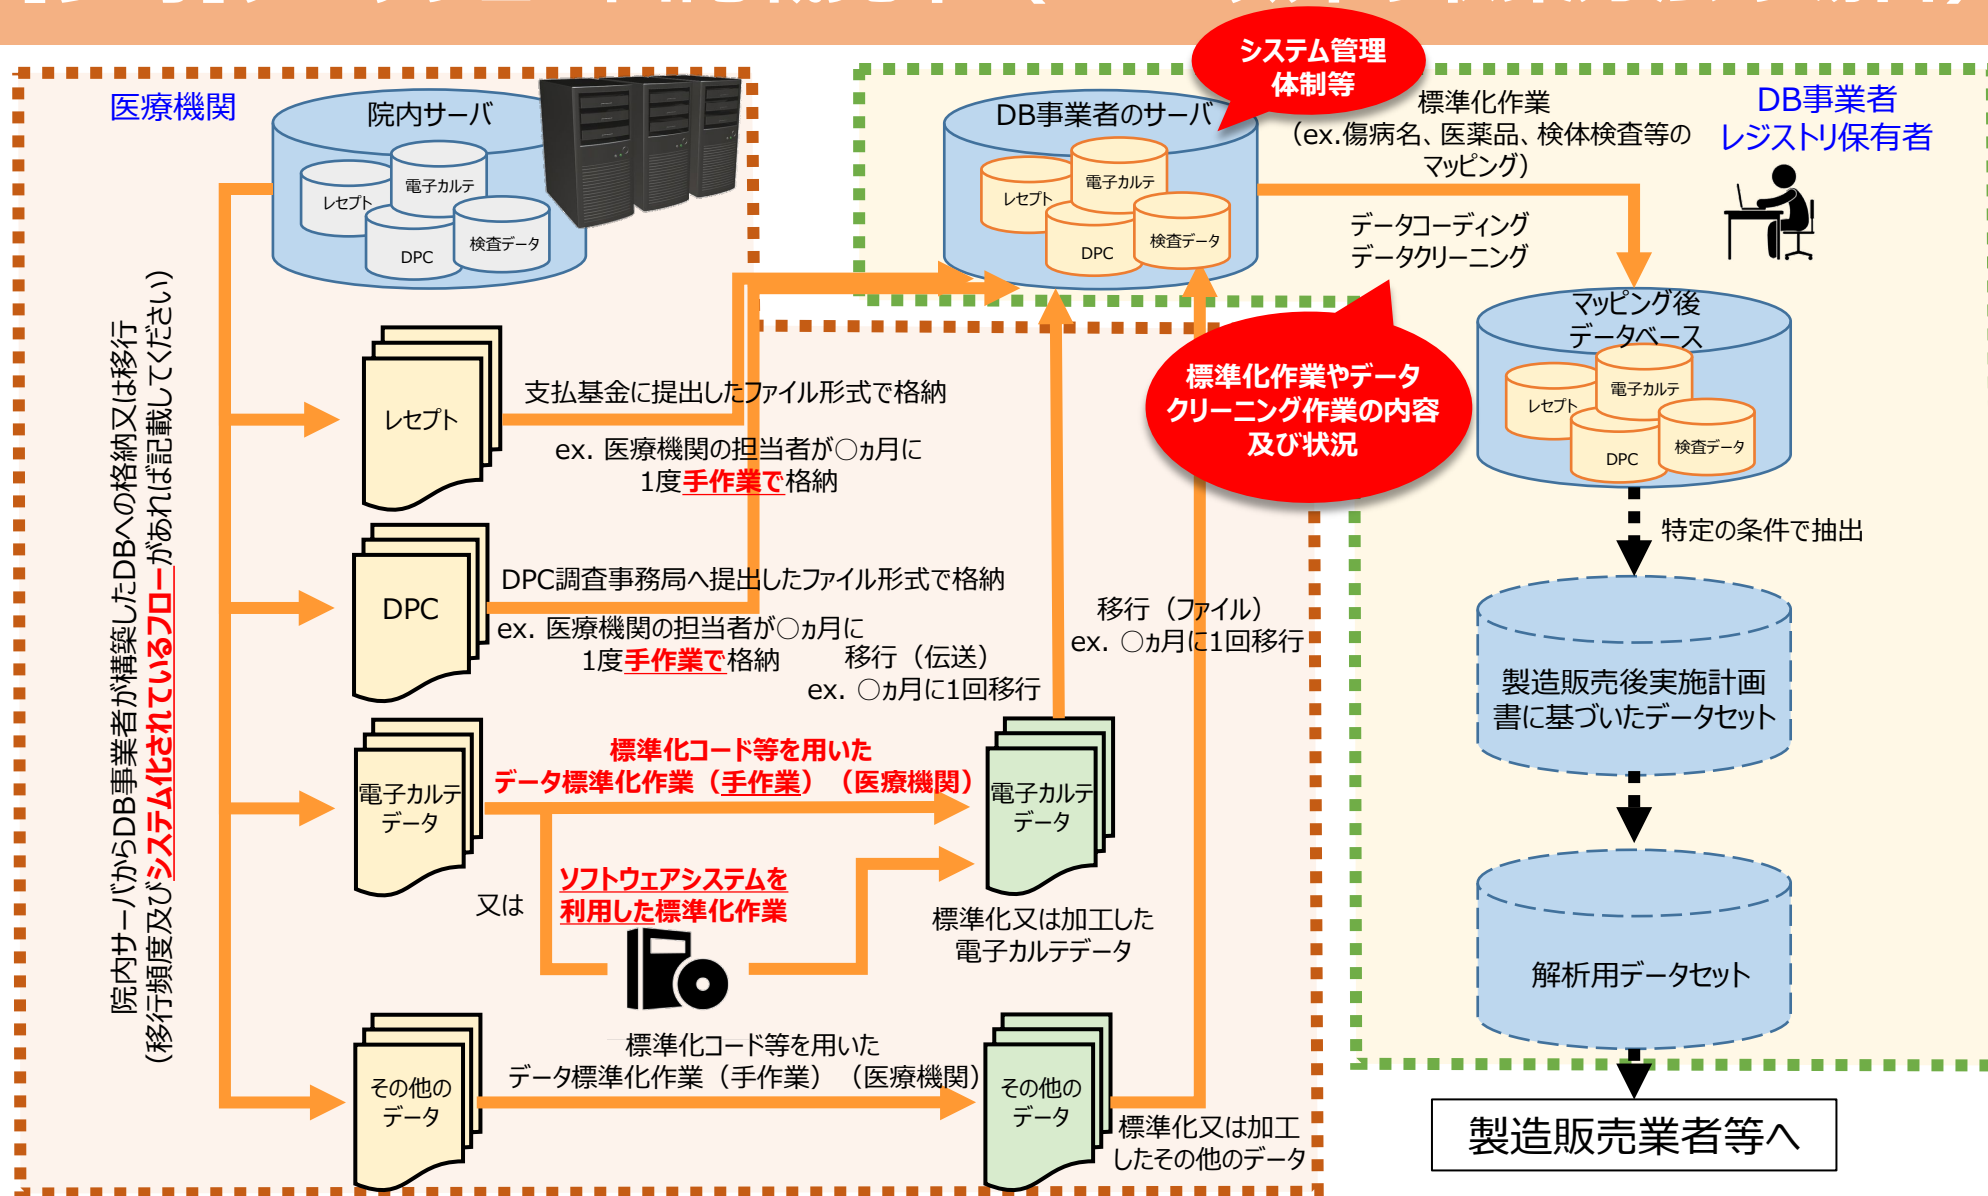 システム管理
体制等
医療機関
院内サーバ
レセプト
電子カルテ
DPC
検査データ
DB事業者のサーバ
レセプト
電子カルテ
DPC
検査データ
標準化作業
（ex.傷病名、医薬品、検体検査等の
マッピング）
DB事業者
レジストリ保有者
データコーディング
データクリーニング
標準化作業やデータ
クリーニング作業の内容
及び状況
マッピング後
データベース
レセプト
電子カルテ
DPC
検査データ
院内サーバからDB事業者が構築したDBへの格納又は移行
（移行頻度及びシステム化されているフローがあれば記載してください）
レセプト
支払基金に提出したファイル形式で格納
ex. 医療機関の担当者が○ヵ月に
1度手作業で格納
DPC
DPC調査事務局へ提出したファイル形式で格納
ex. 医療機関の担当者が○ヵ月に
1度手作業で格納
移行（伝送）
ex. ○ヵ月に1回移行
移行（ファイル）
ex. ○ヵ月に1回移行
電子カルテ
データ
標準化コード等を用いた
データ標準化作業（手作業）（医療機関）
又は
ソフトウェアシステムを
利用した標準化作業
電子カルテ
データ
標準化又は加工した
電子カルテデータ
その他の
データ
標準化コード等を用いた
データ標準化作業（手作業）（医療機関）
その他の
データ
標準化又は加工
したその他のデータ
特定の条件で抽出
製造販売後実施計画
書に基づいたデータセット
解析用データセット
製造販売業者等へ